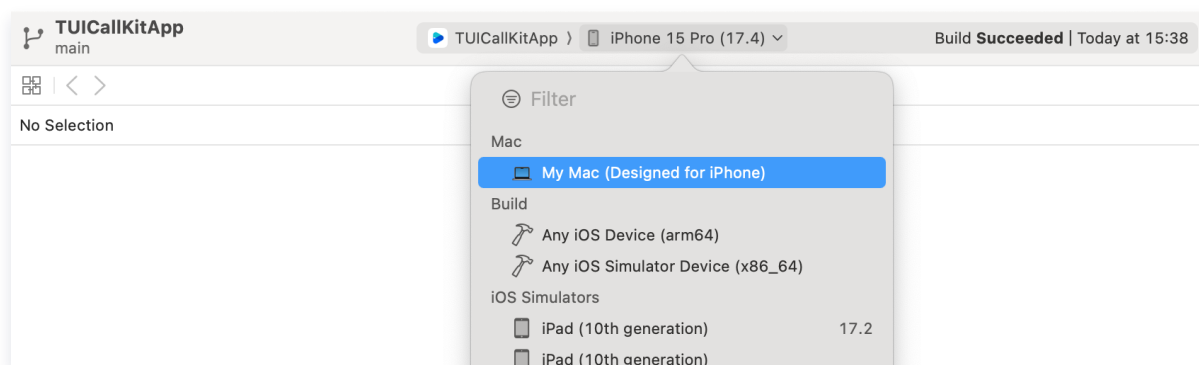 TUICallKitApp
main
TUICallKitApp 〉 iPhone 15 Pro (17.4)
Build Succeeded | Today at 15:38
No Selection
Filter
Mac
My Mac (Designed for iPhone)
Build
Any iOS Device (arm64)
Any iOS Simulator Device (x86_64)
iOS Simulators
iPad (10th generation) 17.2
iPad (10th generation)